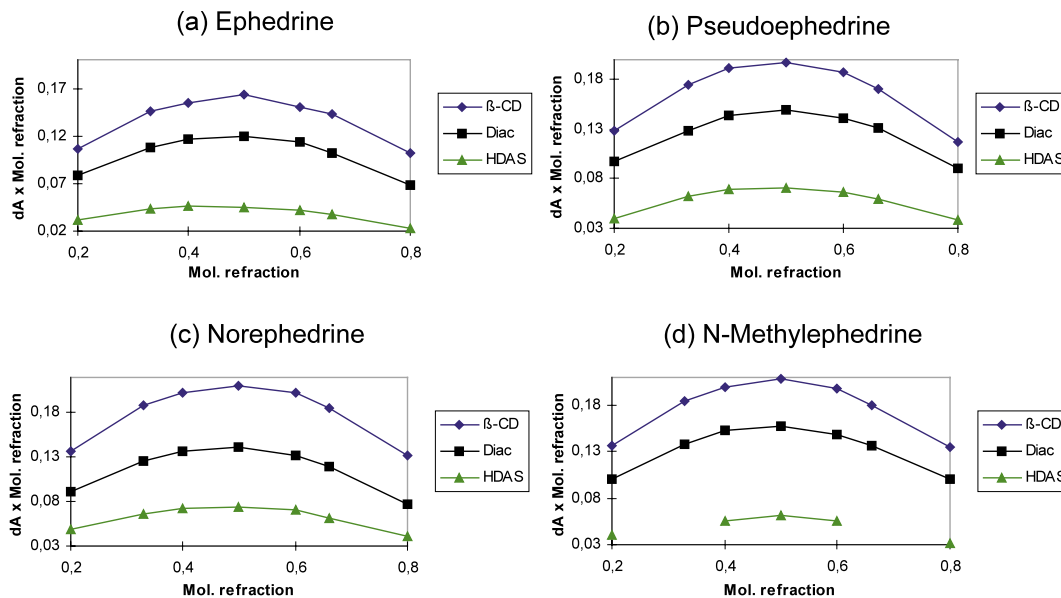 (a) Ephedrine
dA x Mol. refraction
0,17
0,12
0,07
0,02
0,2
0,4
0,6
0,8
Mol. refraction
ß-CD
Diac
HDAS
(b) Pseudoephedrine
dA x Mol. refraction
0,18
0,13
0,08
0,03
0,2
0,4
0,6
0,8
Mol. refraction
ß-CD
Diac
HDAS
(c) Norephedrine
dA x Mol. refraction
0,18
0,13
0,08
0,03
0,2
0,4
0,6
0,8
Mol. refraction
ß-CD
Diac
HDAS
(d) N-Methylephedrine
dA x Mol. refraction
0,18
0,13
0,08
0,03
0,2
0,4
0,6
0,8
Mol. refraction
ß-CD
Diac
HDAS